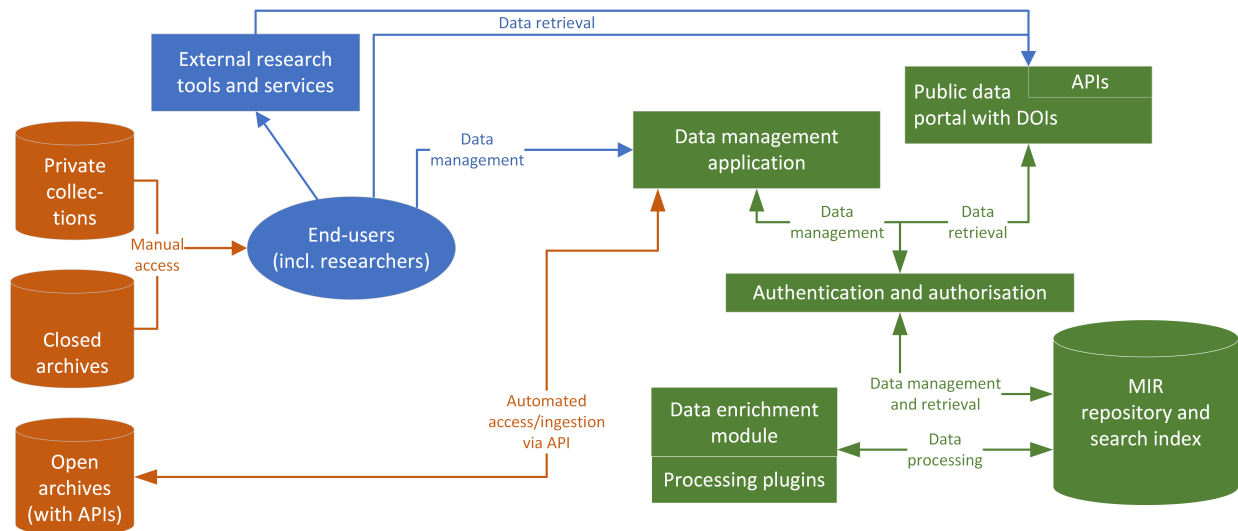 Data retrieval
External research
tools and services
APIs
Public data
portal with DOIs
Private
collec-
tions
Data
management
Data management
application
Manual
access
End-users
(incl. researchers)
Data
management
Data
retrieval
Authentication and authorisation
Closed
archives
Automated
access/ingestion
via API
Data enrichment
module
Processing plugins
Data management
and retrieval
Data
processing
MIR
repository and
search index
Open
archives
(with APIs)